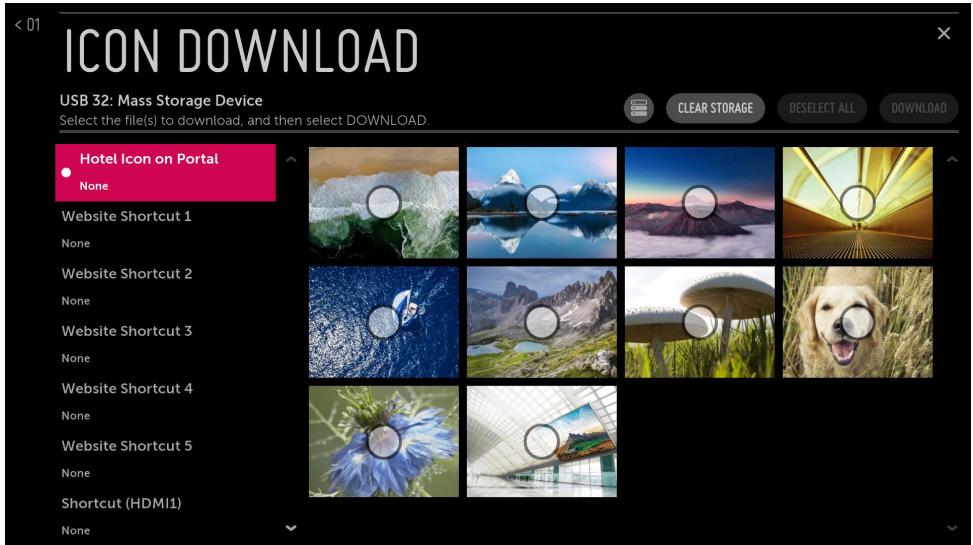 < 01
ICON DOWNLOAD
USB 32: Mass Storage Device
Select the file(s) to download, and then select DOWNLOAD.
CLEAR STORAGE
DESELECT ALL
DOWNLOAD
Hotel Icon on Portal
None
Website Shortcut 1
None
Website Shortcut 2
None
Website Shortcut 3
None
Website Shortcut 4
None
Website Shortcut 5
None
Shortcut (HDMI1)
None